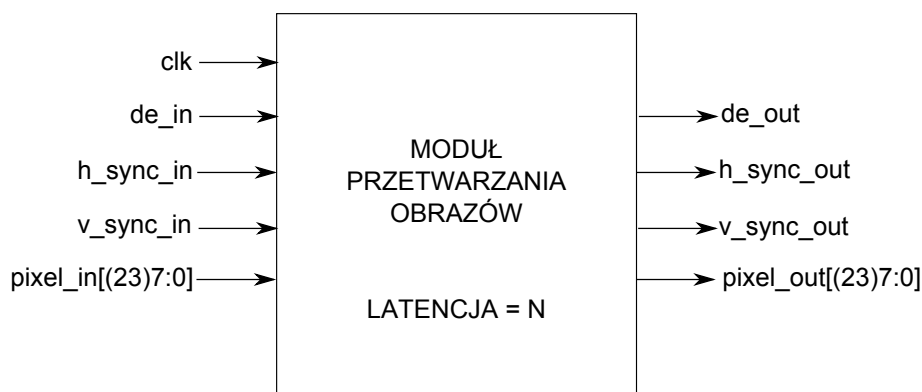 clk
de_in
h_sync_in
v_sync_in
pixel_in[(23)7:0]
MODUŁ
PRZETWARZANIA
OBRAZÓW
LATENCJA = N
de_out
h_sync_out
v_sync_out
pixel_out[(23)7:0]